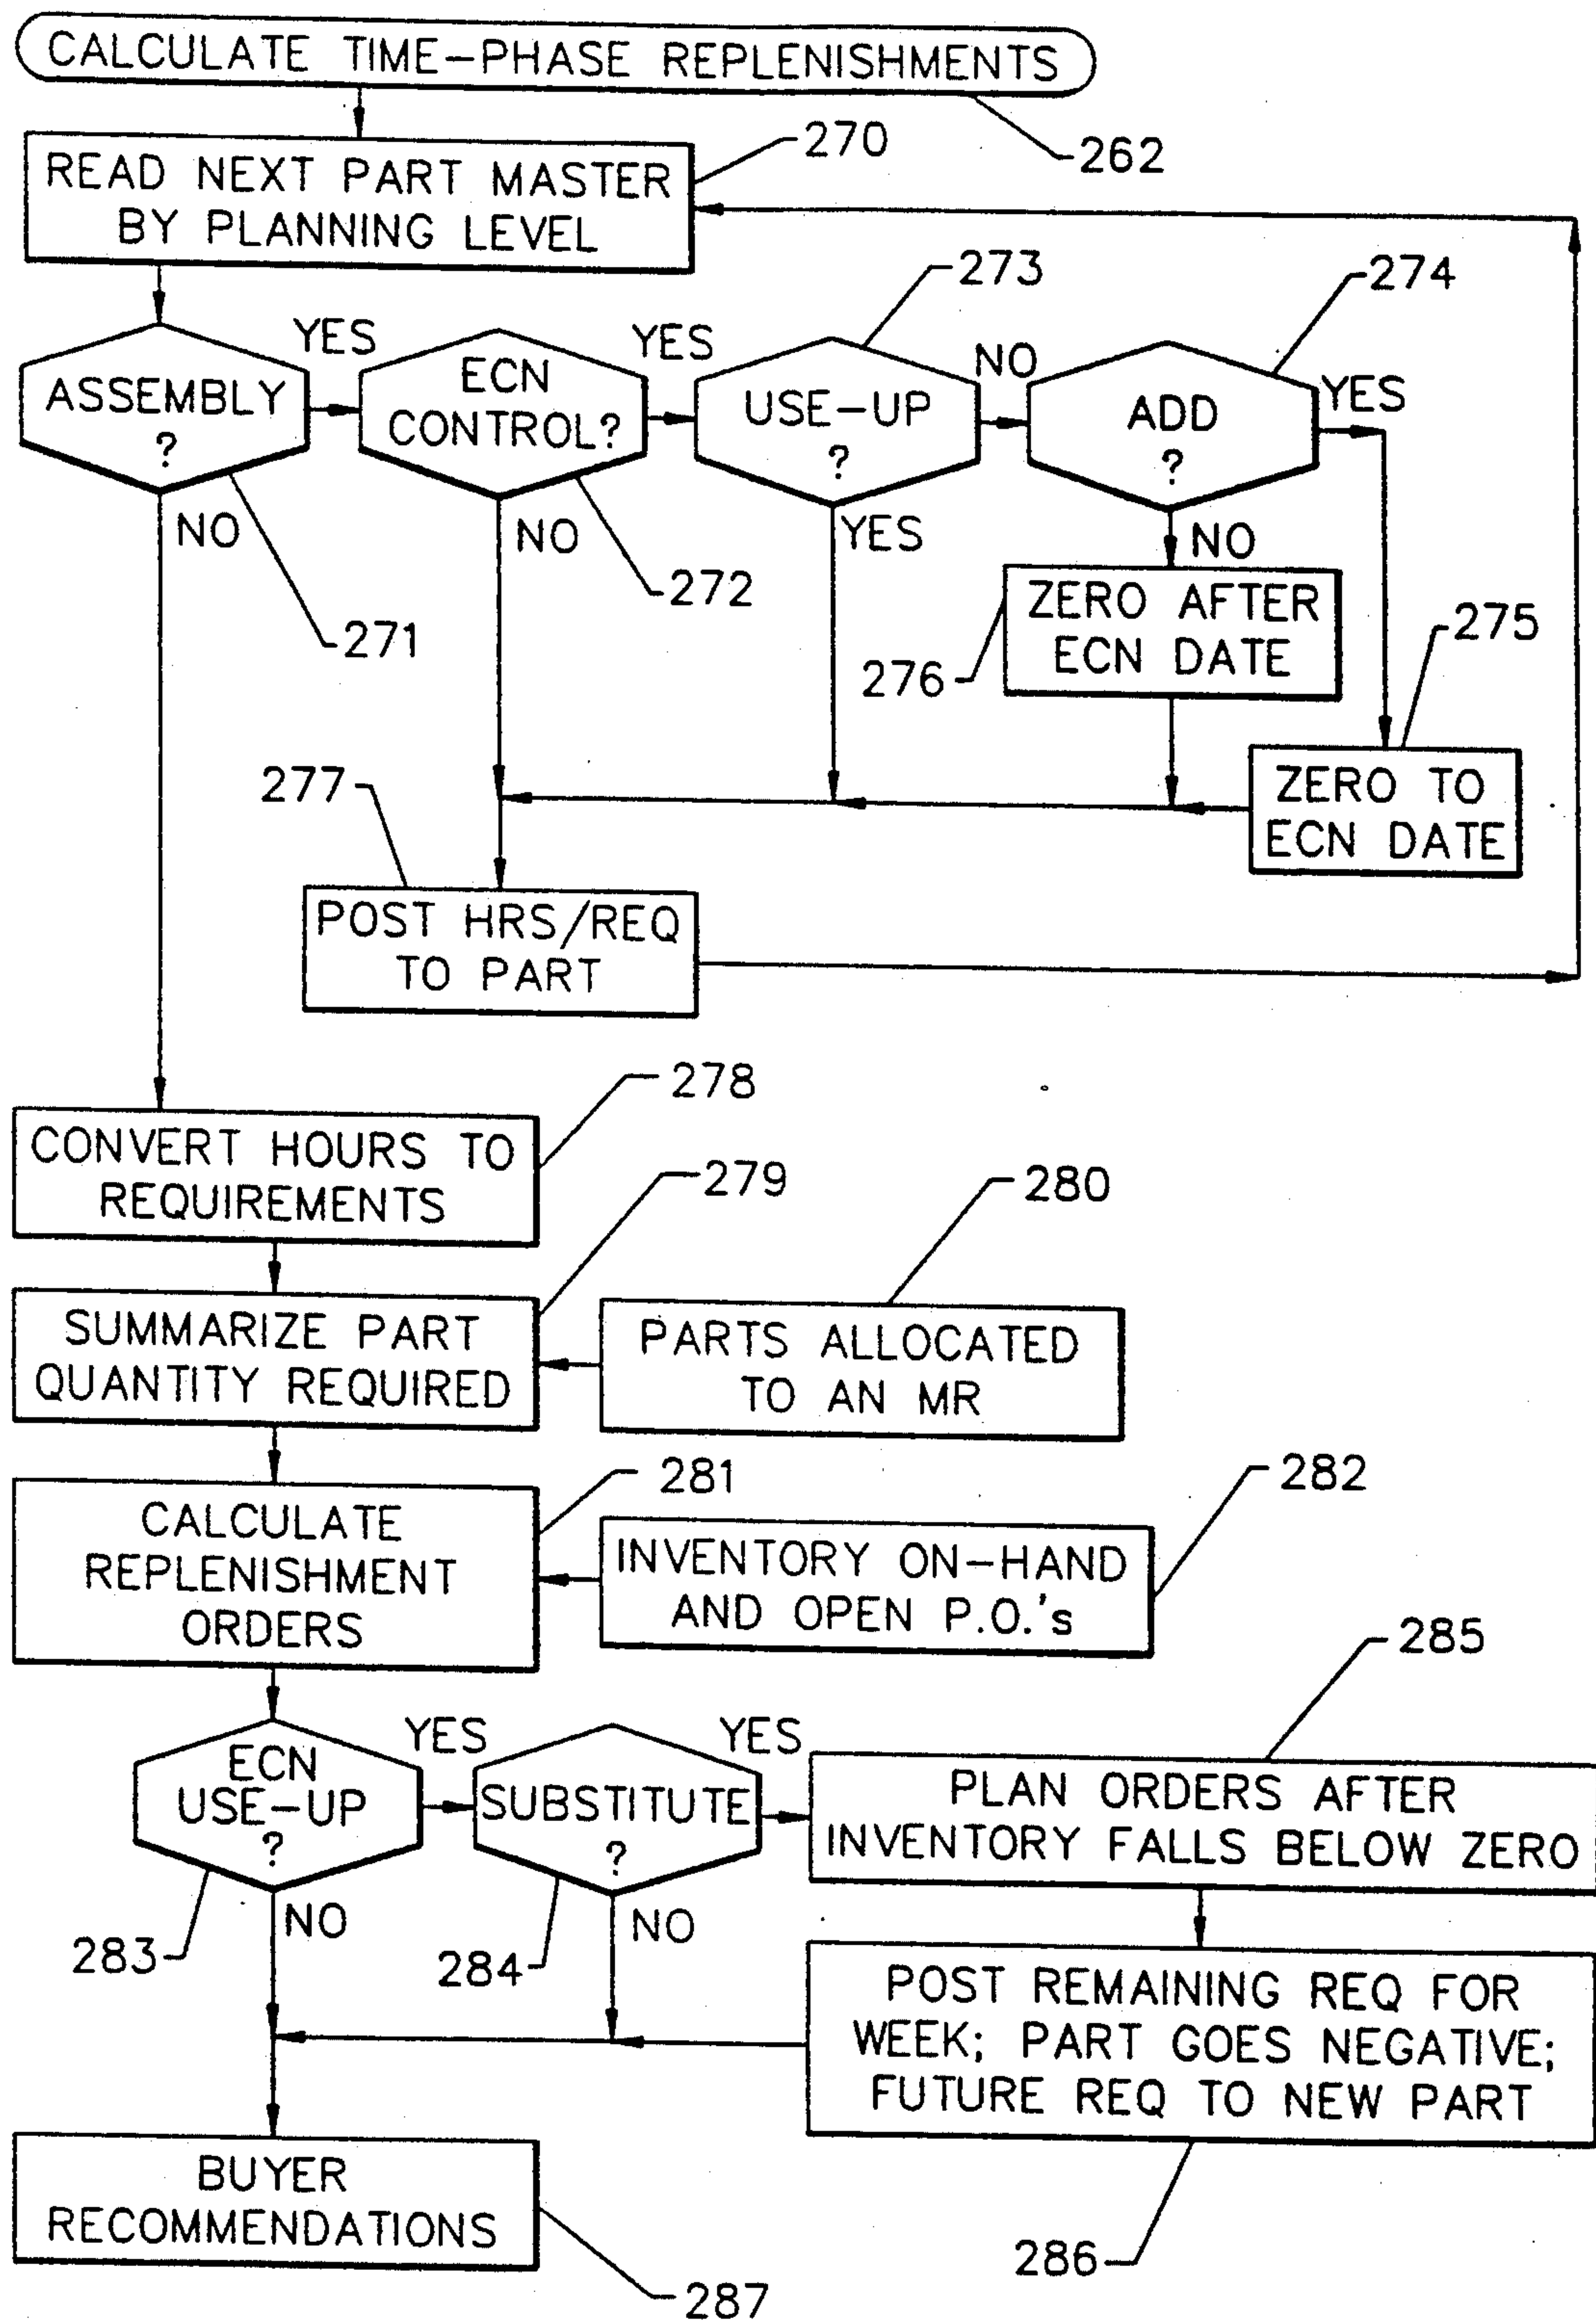 CALCULATE TIME-PHASE REPLENISHMENTS
262
READ NEXT PART MASTER
BY PLANNING LEVEL
270
ASSEMBLY
?
271
YES
NO
ECN
CONTROL?
272
YES
NO
USE-UP
?
273
NO
YES
ADD
?
274
YES
NO
ZERO AFTER
ECN DATE
276
ZERO TO
ECN DATE
275
277
POST HRS/REQ
TO PART
CONVERT HOURS TO
REQUIREMENTS
278
SUMMARIZE PART
QUANTITY REQUIRED
279
PARTS ALLOCATED
TO AN MR
280
CALCULATE
REPLENISHMENT
ORDERS
281
INVENTORY ON-HAND
AND OPEN P.O.'s
282
ECN
USE-UP
?
283
YES
NO
SUBSTITUTE
?
284
YES
NO
PLAN ORDERS AFTER
INVENTORY FALLS BELOW ZERO
285
POST REMAINING REQ FOR
WEEK; PART GOES NEGATIVE;
FUTURE REQ TO NEW PART
286
BUYER
RECOMMENDATIONS
287